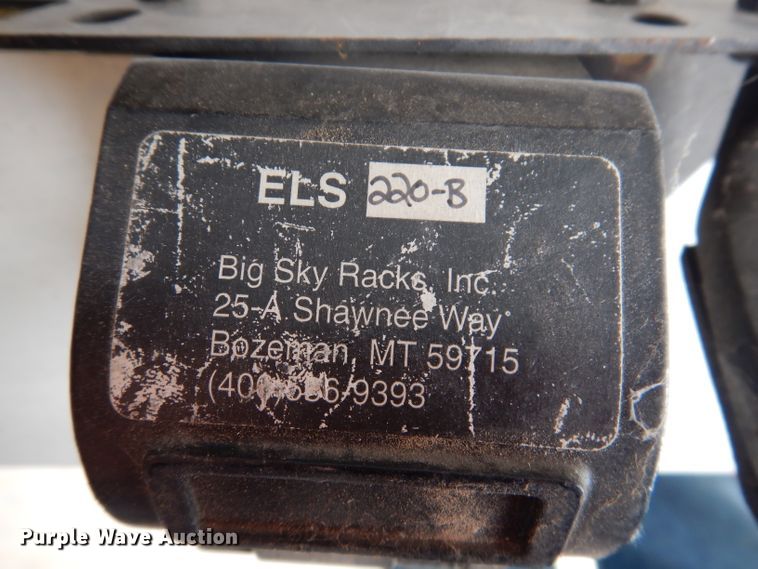 ELS 220-B
Big Sky Racks, Inc.
25-A Shawnee Way
Bozeman, MT 59715
Purple Wave Auction